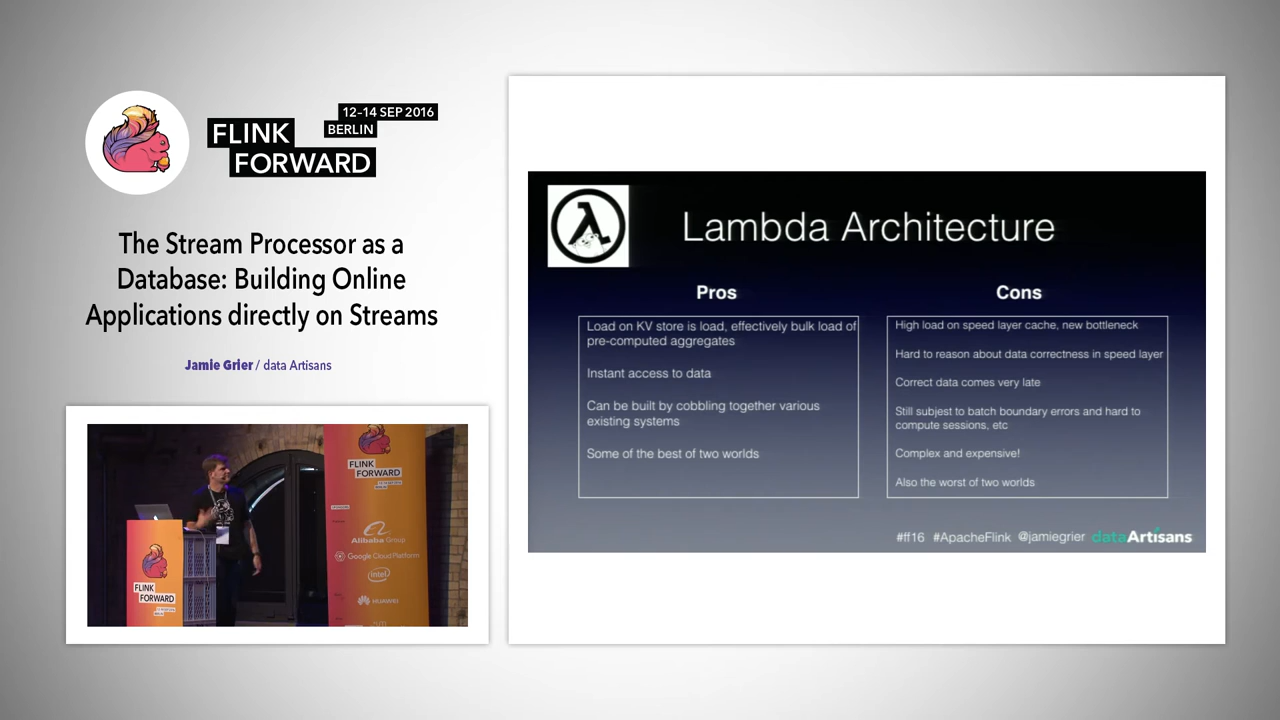 12–14 SEP 2016
BERLIN
FLINK
FORWARD
The Stream Processor as a
Database: Building Online
Applications directly on Streams
Jamie Grier / data Artisans
FLINK
FORWARD
Alibaba Group
Google Cloud Platform
intel
HUAWEI
FLINK
FORWARD
Lambda Architecture
Pros
Load on KV store is load, effectively bulk load of
pre-computed aggregates
Instant access to data
Can be built by cobbling together various
existing systems
Some of the best of two worlds
Cons
High load on speed layer cache, new bottleneck
Hard to reason about data correctness in speed layer
Correct data comes very late
Still subjest to batch boundary errors and hard to
compute sessions, etc
Complex and expensive!
Also the worst of two worlds
#ff16 #ApacheFlink @jamiegrier dataArtisans